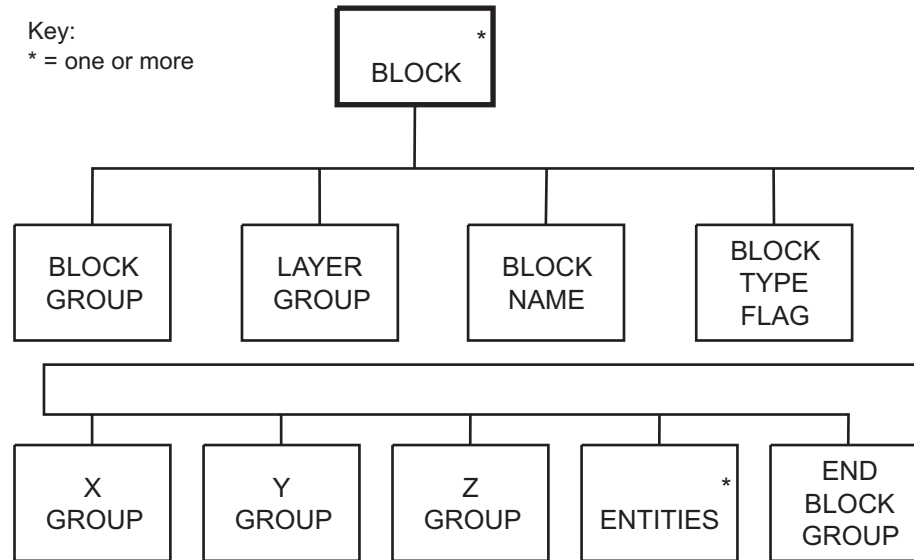 Key:
* = one or more
*
BLOCK
BLOCK
GROUP
LAYER
GROUP
BLOCK
NAME
BLOCK
TYPE
FLAG
X
GROUP
Y
GROUP
Z
GROUP
*
ENTITIES
END
BLOCK
GROUP